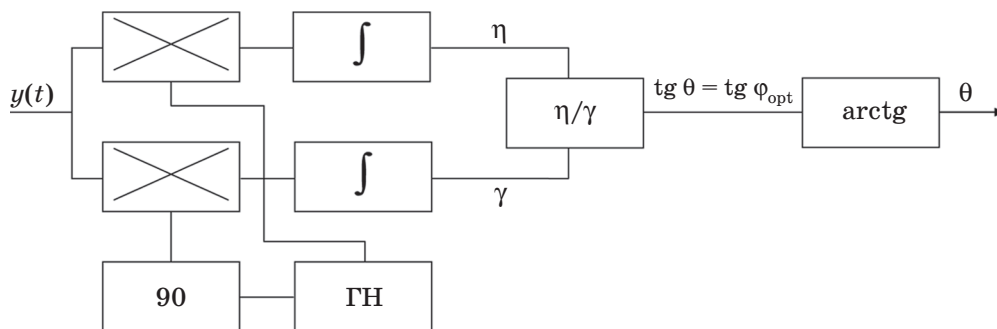 ∫
η
y(t)
η/γ
tg θ = tg φopt
arctg
θ
∫
γ
90
ГН